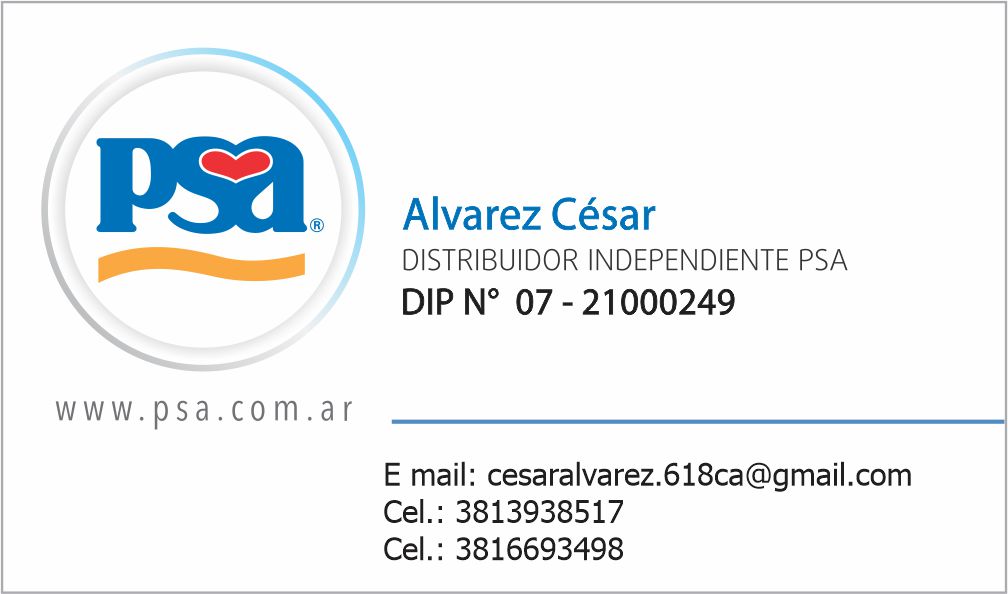 psa®
www.psa.com.ar
Alvarez César
DISTRIBUIDOR INDEPENDIENTE PSA
DIP N° 07 - 21000249
E mail: cesaralvarez.618ca@gmail.com
Cel.: 3813938517
Cel.: 3816693498